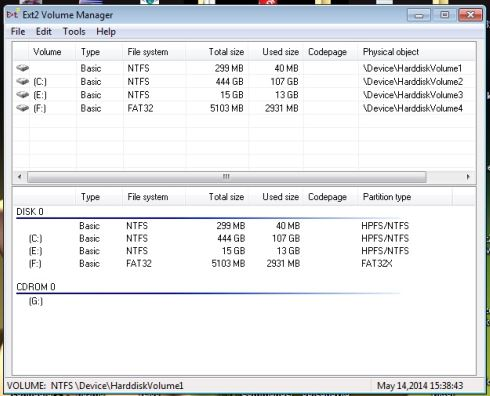 Ext2 Volume Manager
File Edit Tools Help
Volume Type File system Total size Used size Codepage Physical object
Basic NTFS 299 MB 40 MB \Device\HarddiskVolume1
(C:) Basic NTFS 444 GB 107 GB \Device\HarddiskVolume2
(E:) Basic NTFS 15 GB 13 GB \Device\HarddiskVolume3
(F:) Basic FAT32 5103 MB 2931 MB \Device\HarddiskVolume4
Type File system Total size Used size Codepage Partition type
DISK 0
Basic NTFS 299 MB 40 MB HPFS/NTFS
(C:) Basic NTFS 444 GB 107 GB HPFS/NTFS
(E:) Basic NTFS 15 GB 13 GB HPFS/NTFS
(F:) Basic FAT32 5103 MB 2931 MB FAT32X
CDROM 0
(G:)
VOLUME: NTFS \Device\HarddiskVolume1 May 14,2014 15:38:43